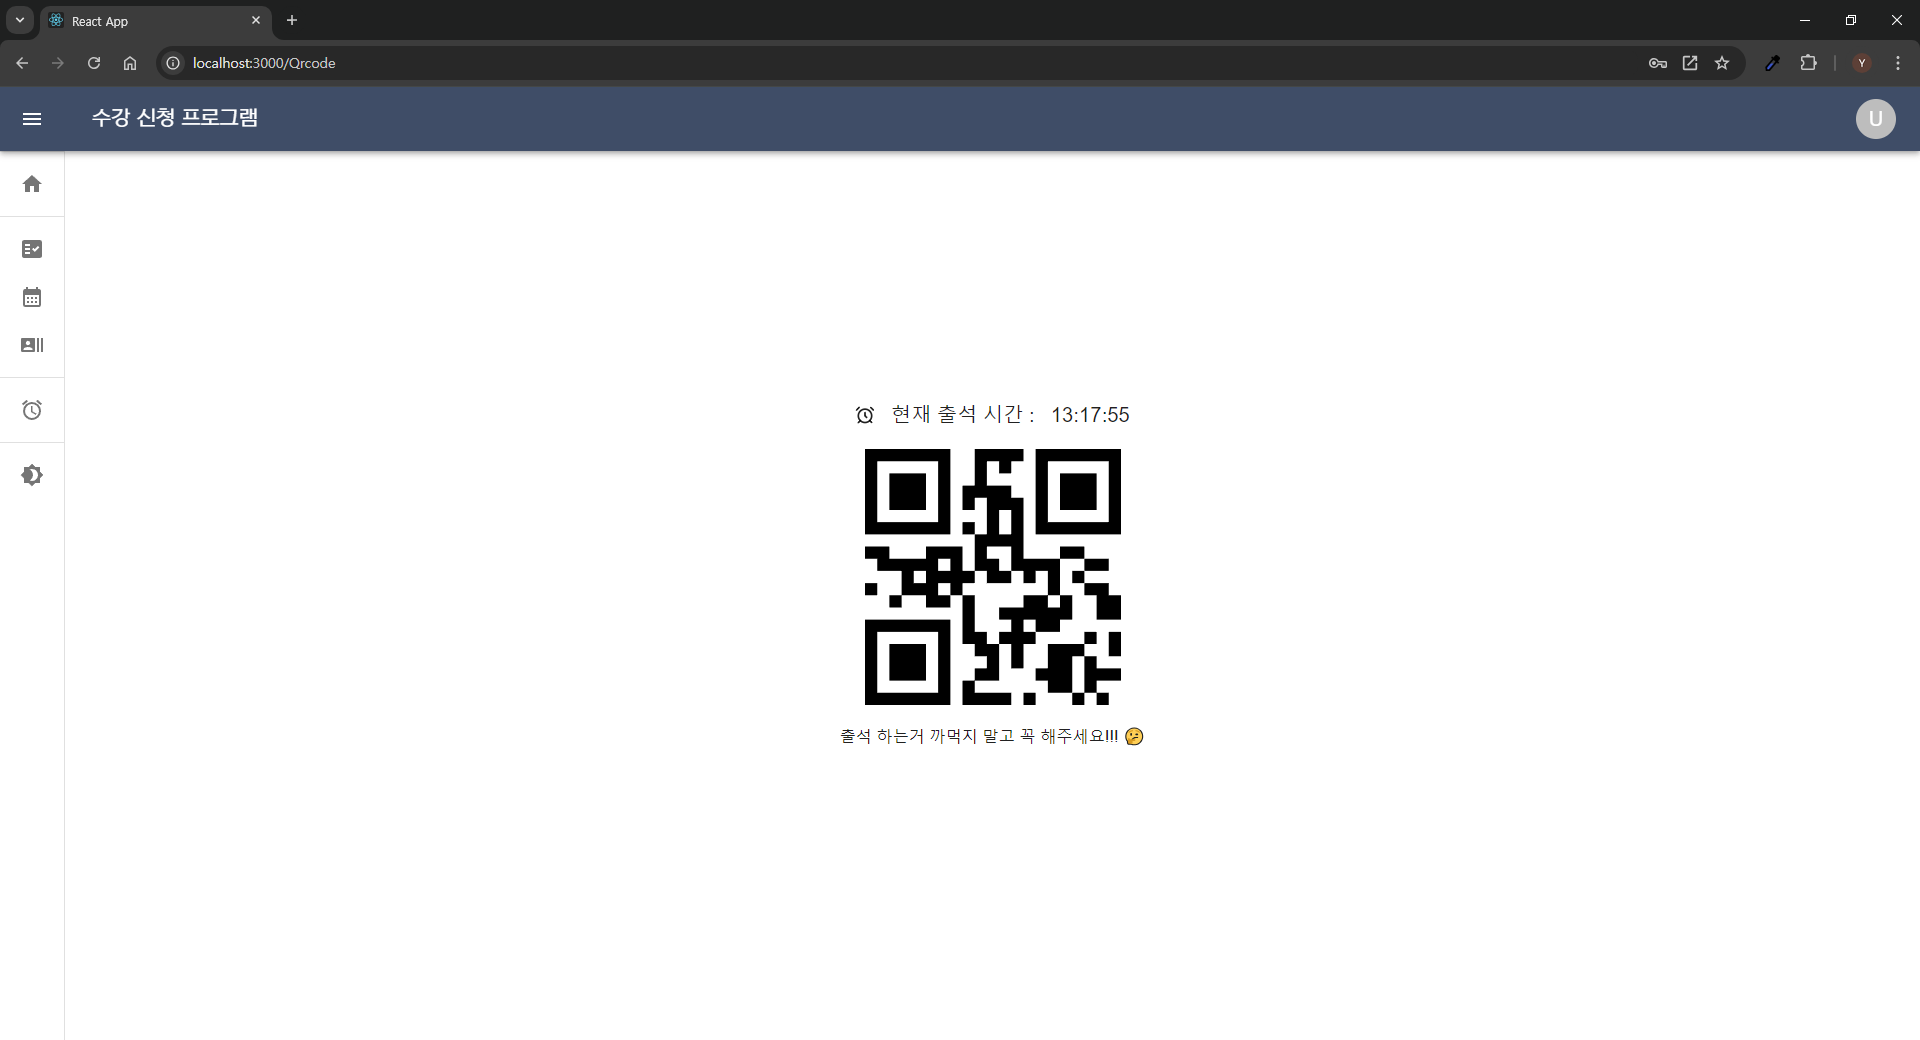 React App
localhost:3000/Qrcode
Y
수강 신청 프로그램
U
현재 출석 시간 : 13:17:55
출석 하는거 까먹지 말고 꼭 해주세요!!! 🤔